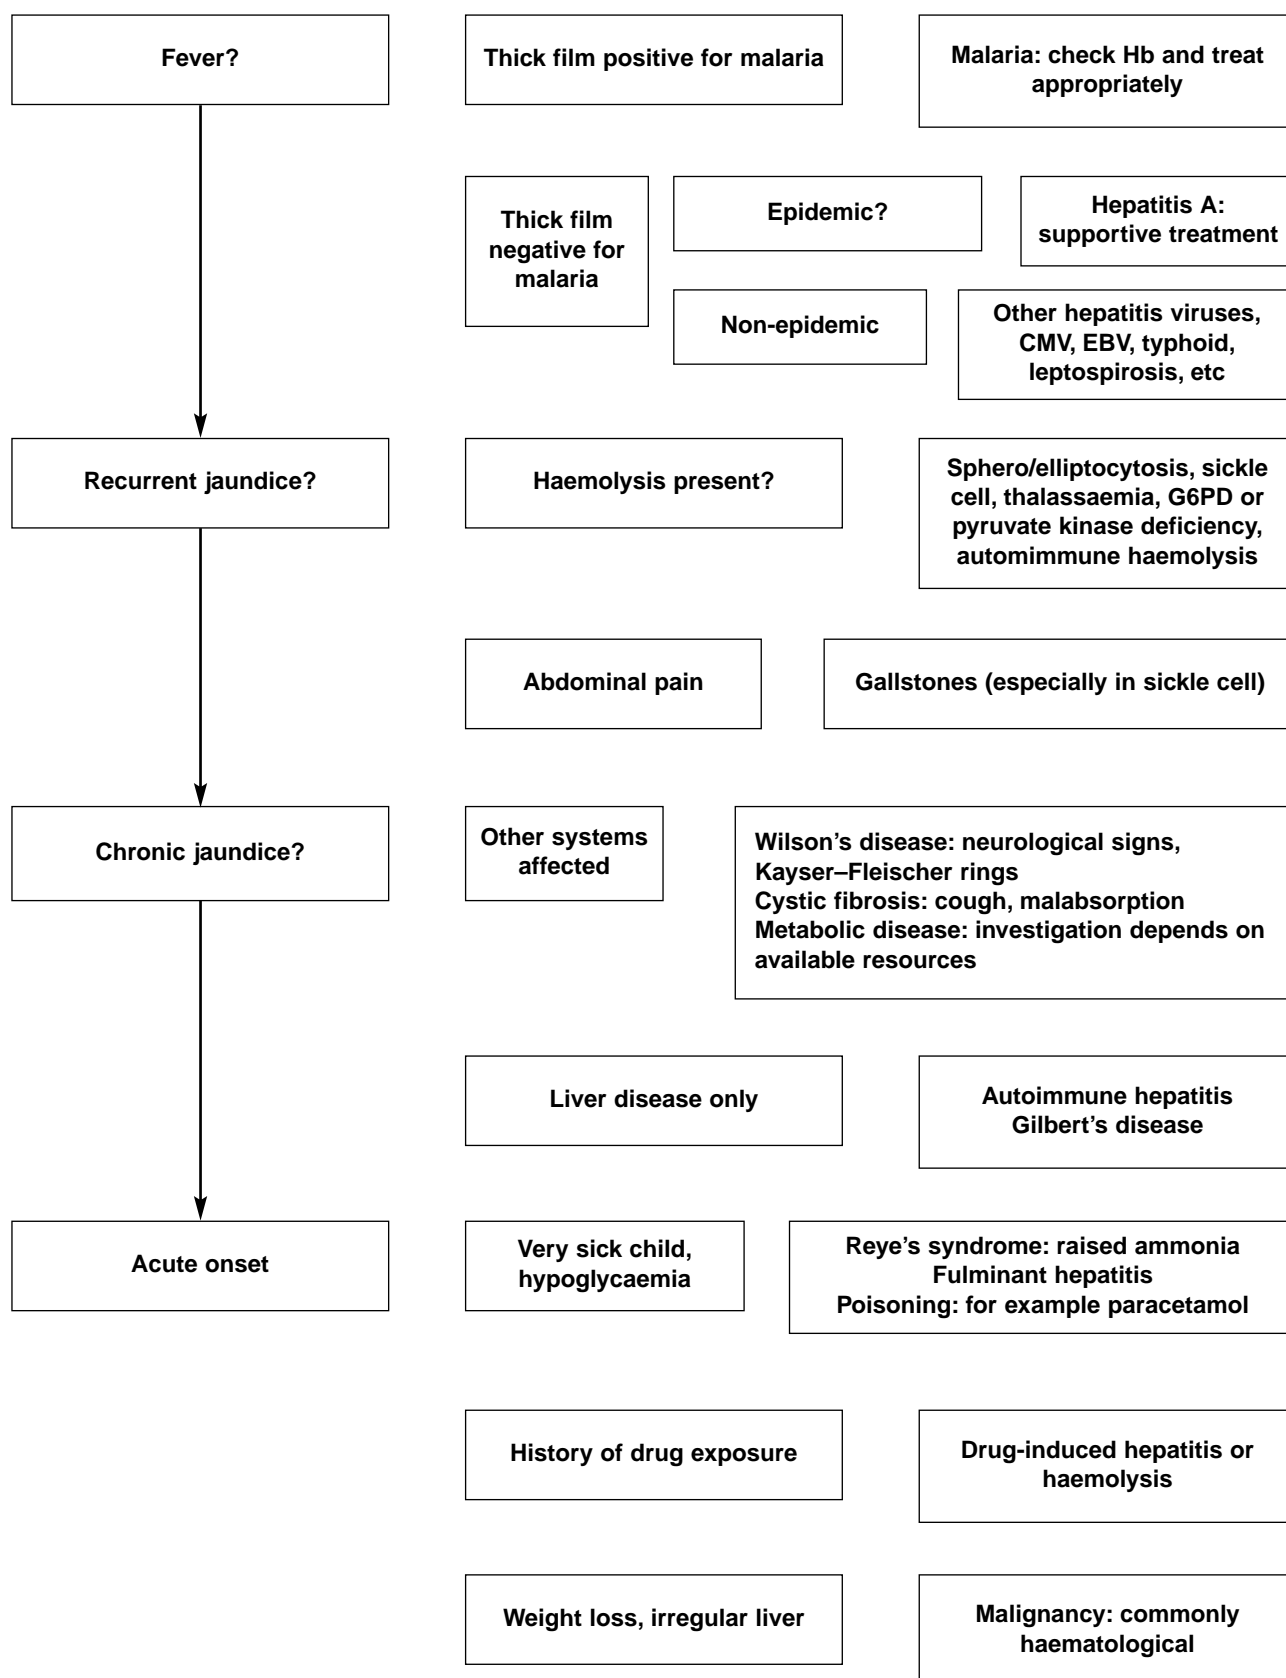 Fever?
Thick film positive for malaria
Malaria: check Hb and treat
appropriately
Thick film
negative for
malaria
Epidemic?
Hepatitis A:
supportive treatment
Non-epidemic
Other hepatitis viruses,
CMV, EBV, typhoid,
leptospirosis, etc
Recurrent jaundice?
Haemolysis present?
Sphero/elliptocytosis, sickle
cell, thalassaemia, G6PD or
pyruvate kinase deficiency,
automimmune haemolysis
Abdominal pain
Gallstones (especially in sickle cell)
Chronic jaundice?
Other systems
affected
Wilson’s disease: neurological signs,
Kayser–Fleischer rings
Cystic fibrosis: cough, malabsorption
Metabolic disease: investigation depends on
available resources
Liver disease only
Autoimmune hepatitis
Gilbert’s disease
Acute onset
Very sick child,
hypoglycaemia
Reye’s syndrome: raised ammonia
Fulminant hepatitis
Poisoning: for example paracetamol
History of drug exposure
Drug-induced hepatitis or
haemolysis
Weight loss, irregular liver
Malignancy: commonly
haematological